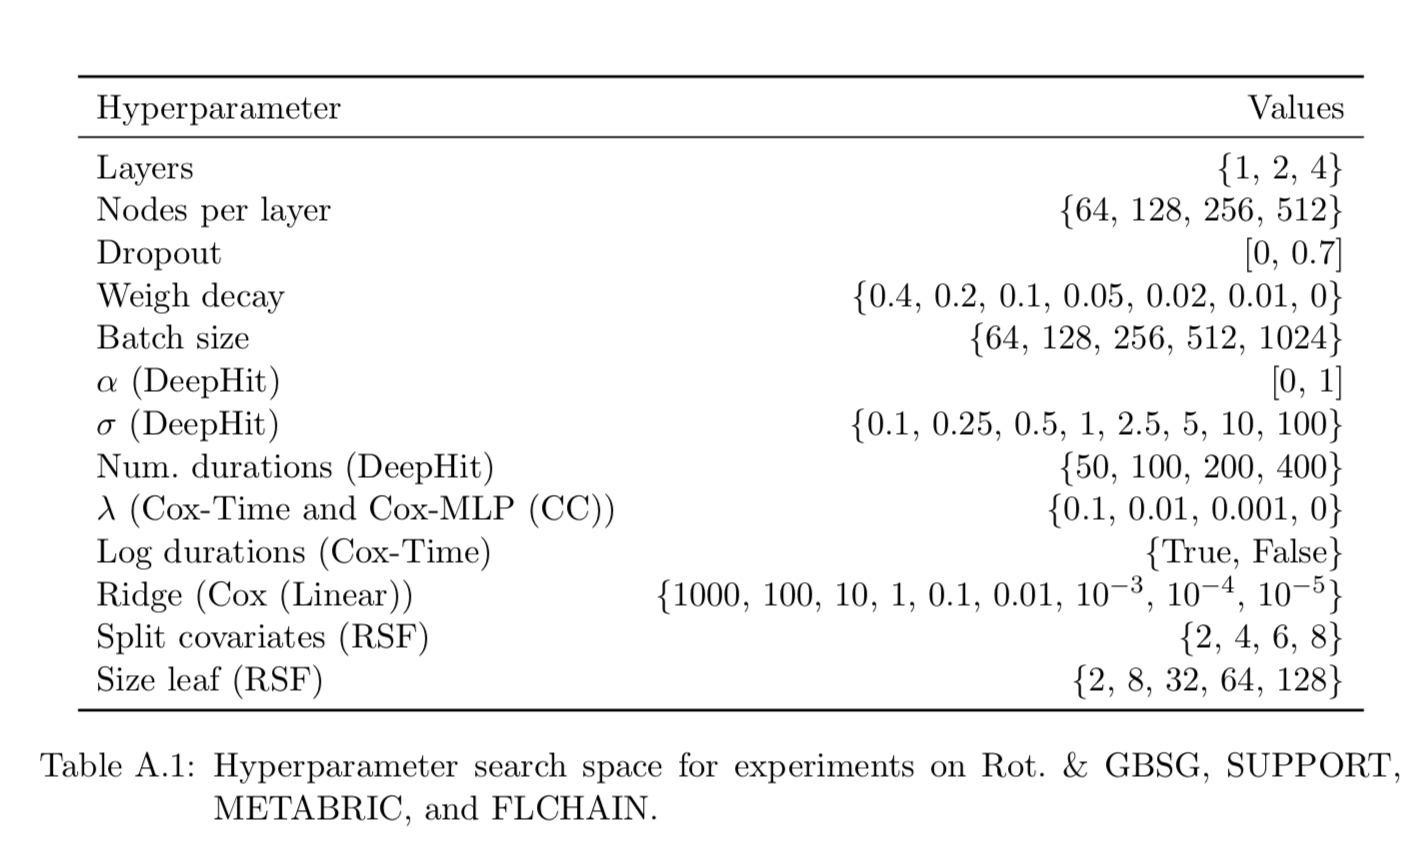 Hyperparameter Values
Layers {1, 2, 4}
Nodes per layer {64, 128, 256, 512}
Dropout [0, 0.7]
Weigh decay {0.4, 0.2, 0.1, 0.05, 0.02, 0.01, 0}
Batch size {64, 128, 256, 512, 1024}
α (DeepHit) [0, 1]
σ (DeepHit) {0.1, 0.25, 0.5, 1, 2.5, 5, 10, 100}
Num. durations (DeepHit) {50, 100, 200, 400}
λ (Cox-Time and Cox-MLP (CC)) {0.1, 0.01, 0.001, 0}
Log durations (Cox-Time) {True, False}
Ridge (Cox (Linear)) {1000, 100, 10, 1, 0.1, 0.01, 10⁻³, 10⁻⁴, 10⁻⁵}
Split covariates (RSF) {2, 4, 6, 8}
Size leaf (RSF) {2, 8, 32, 64, 128}
Table A.1: Hyperparameter search space for experiments on Rot. & GBSG, SUPPORT,
METABRIC, and FLCHAIN.